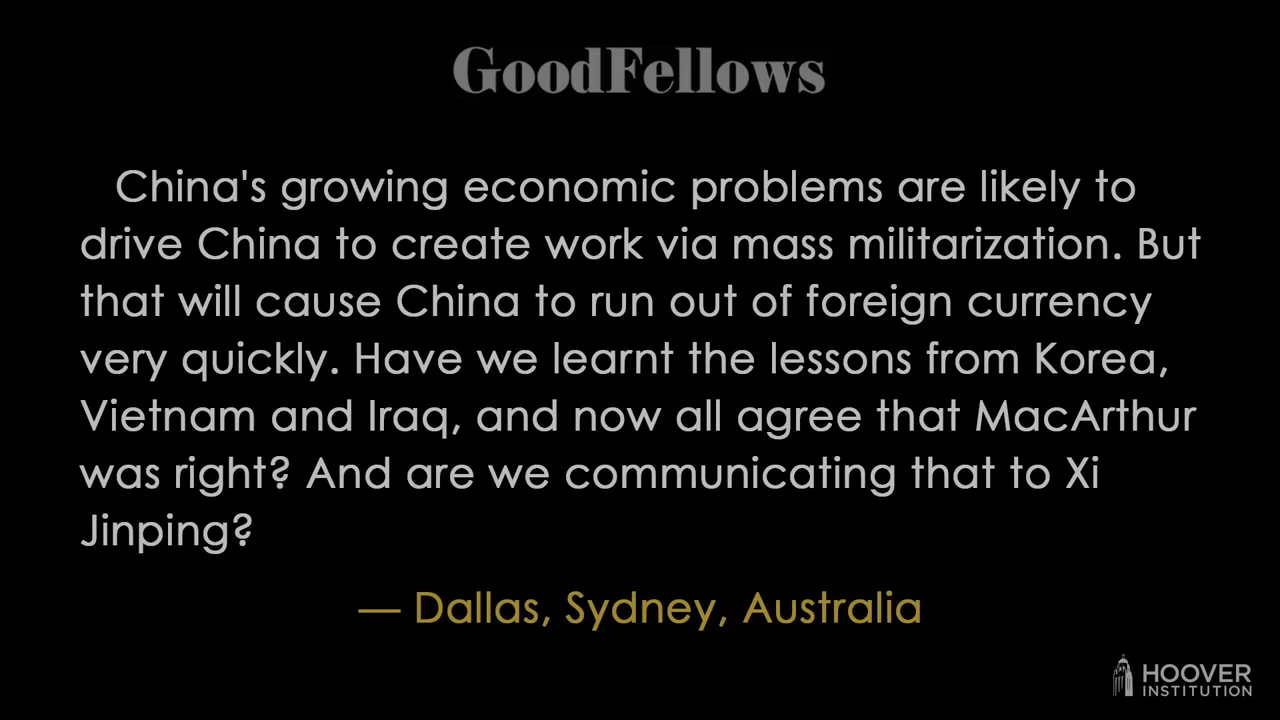 GoodFellows
China's growing economic problems are likely to
drive China to create work via mass militarization. But
that will cause China to run out of foreign currency
very quickly. Have we learnt the lessons from Korea,
Vietnam and Iraq, and now all agree that MacArthur
was right? And are we communicating that to Xi
Jinping?
— Dallas, Sydney, Australia
HOOVER
INSTITUTION